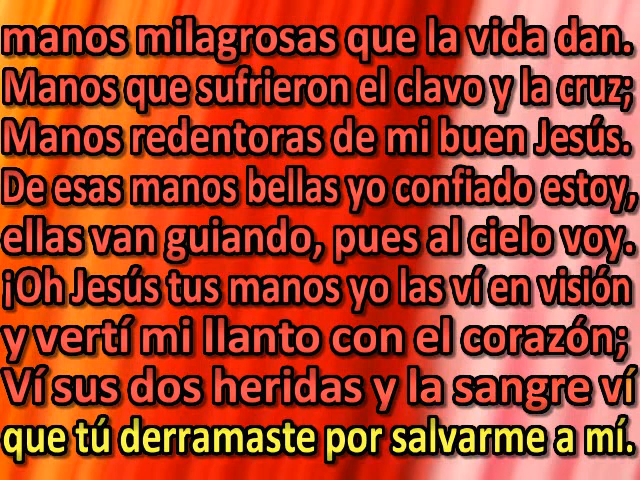 manos milagrosas que la vida dan.
Manos que sufrieron el clavo y la cruz;
Manos redentoras de mi buen Jesús.
De esas manos bellas yo confiado estoy,
ellas van guiando, pues al cielo voy.
¡Oh Jesús tus manos yo las ví en visión
y vertí mi llanto con el corazón;
Ví sus dos heridas y la sangre ví
que tú derramaste por salvarme a mí.